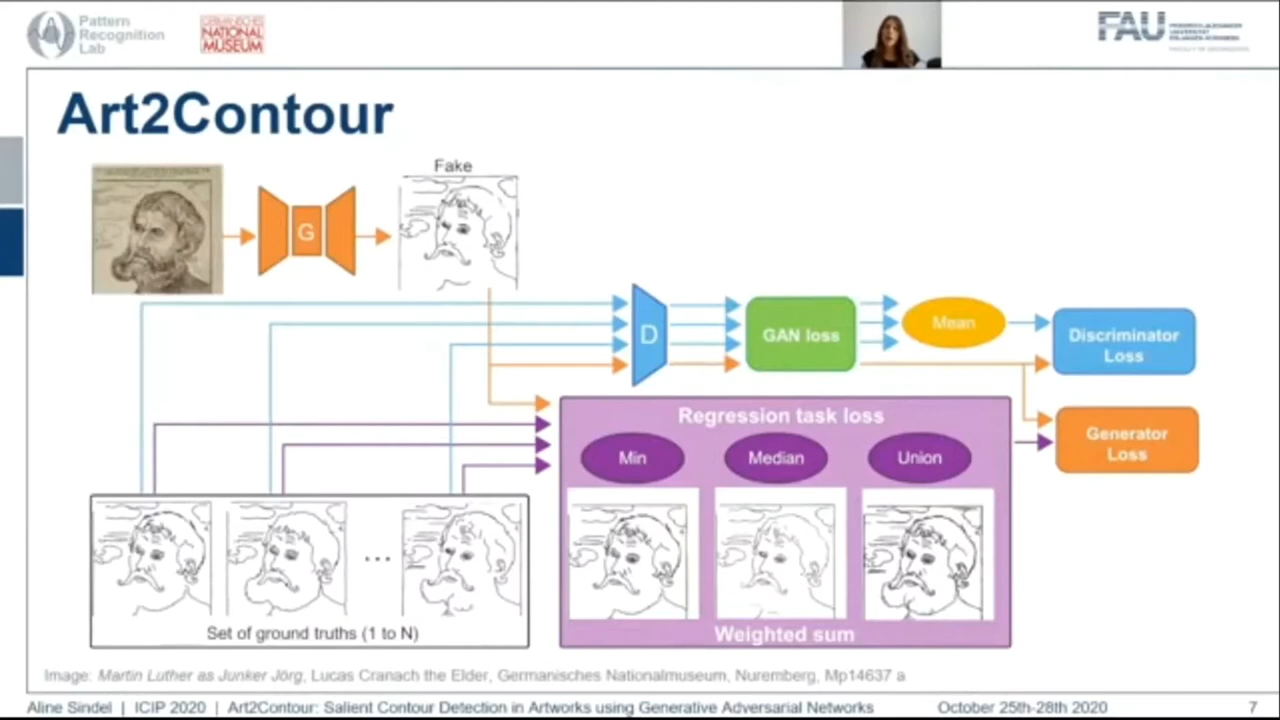 Pattern
Recognition
Lab
GERMANISCHES
NATIONAL
MUSEUM
FAU
Art2Contour
Fake
G
D
GAN loss
Mean
Discriminator
Loss
Regression task loss
Generator
Loss
Min
Median
Union
...
Set of ground truths (1 to N)
Weighted sum
Image: Martin Luther as Junker Jörg, Lucas Cranach the Elder, Germanisches Nationalmuseum, Nuremberg, Mp14637 a
Aline Sindel | ICIP 2020 | Art2Contour: Salient Contour Detection in Artworks using Generative Adversarial Networks October 25th-28th 2020 7